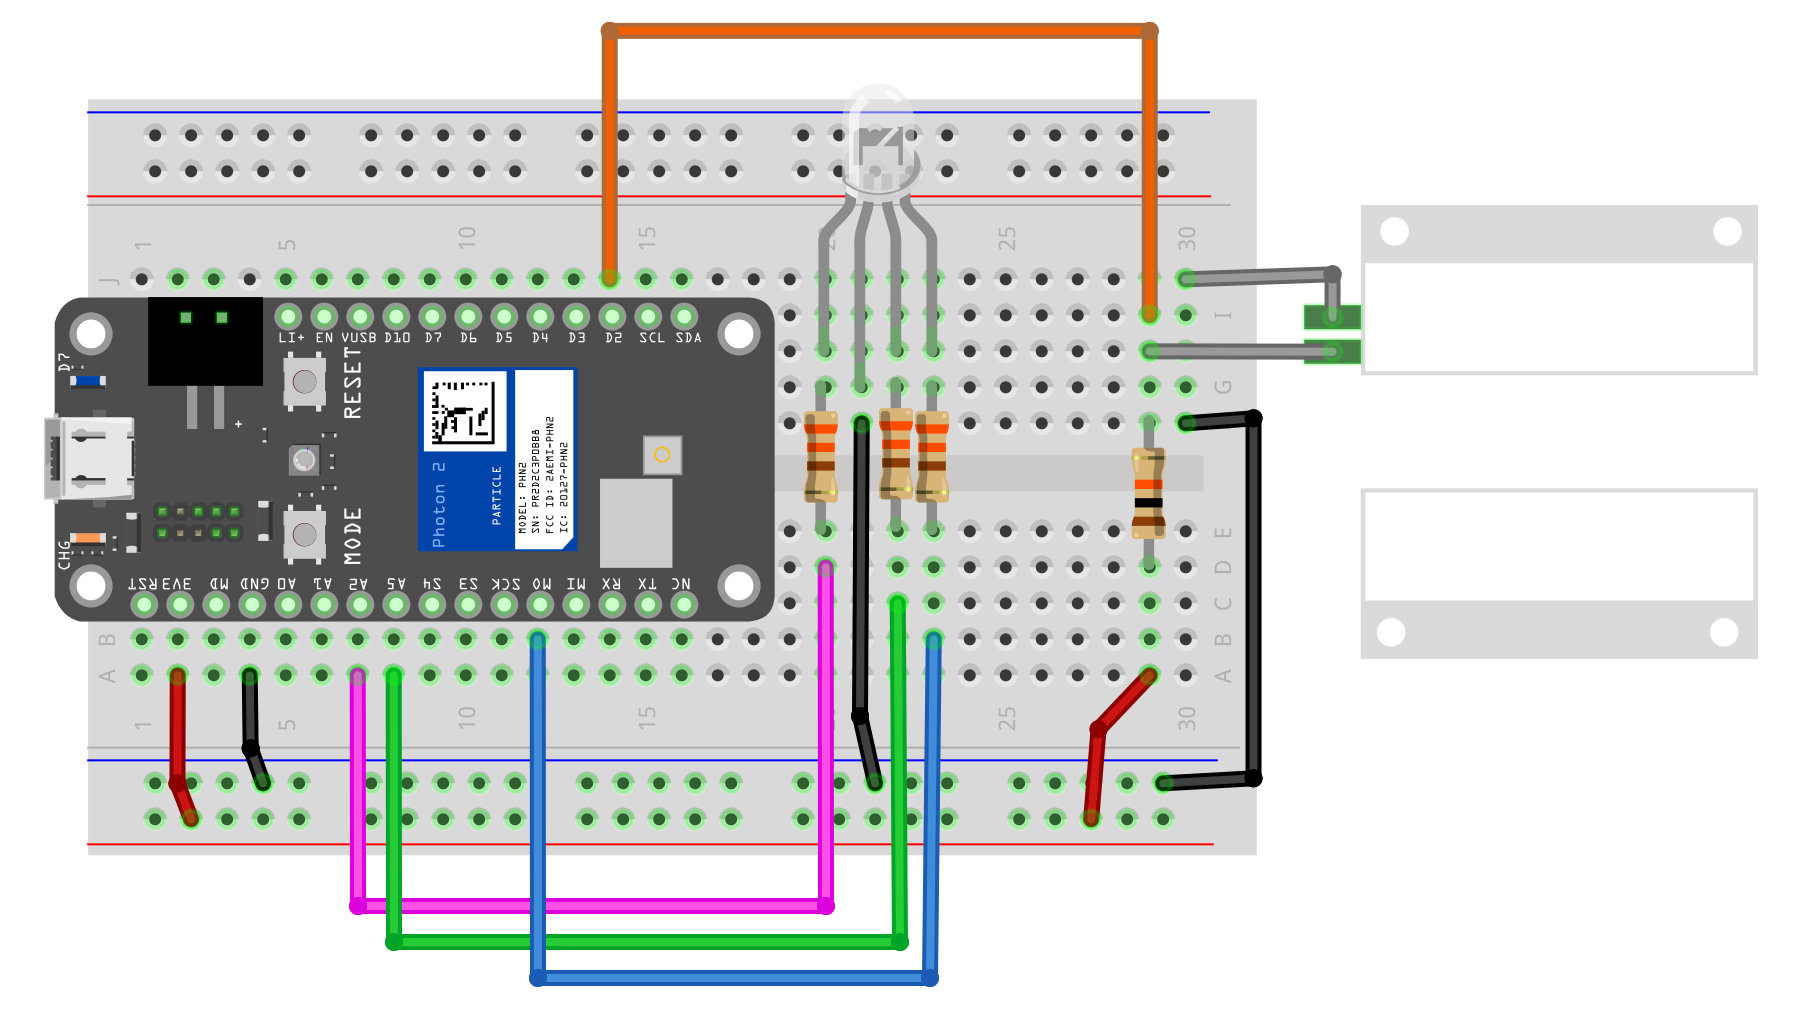 1 5 10 15 20 25 30
J
I
G
LI+ EN VUSB D10 D7 D6 D5 D4 D3 D2 SCL SDA
D7
RESET
+
Photon 2
PARTICLE
MODEL: PHN2
SN: PR2D2C3POBB8
FCC ID: 2AEMI-PHN2
IC: 20127-PHN2
MODE
CHG
E
D
C
RST 3V3 MD GND A0 A1 A2 A5 S4 S3 SCK MO MI RX TX NC
B B
A A
1 5 10 15 25 30